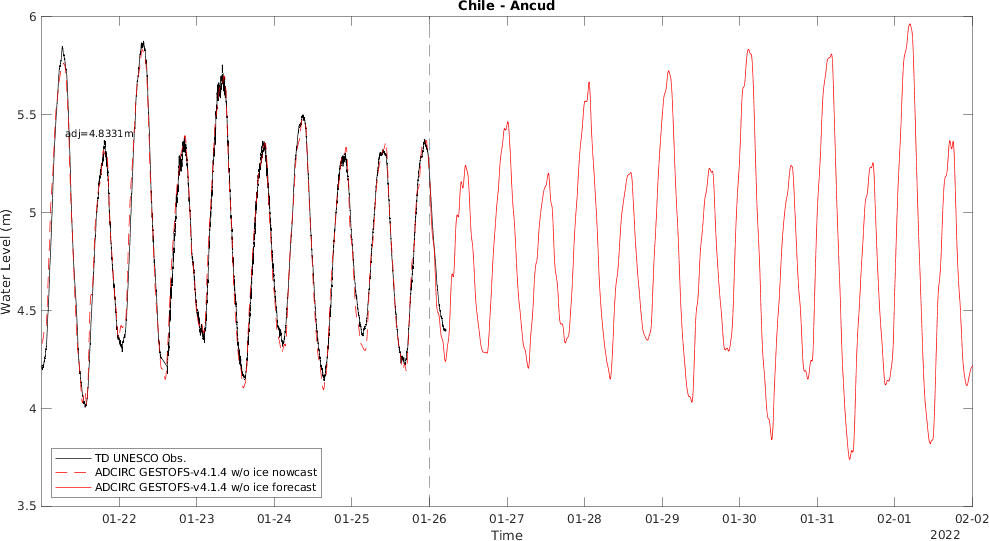 Chile - Ancud
Water Level (m)
6
5.5
5
4.5
4
3.5
adj=4.8331m
TD UNESCO Obs.
ADCIRC GESTOFS-v4.1.4 w/o ice nowcast
ADCIRC GESTOFS-v4.1.4 w/o ice forecast
01-22 01-23 01-24 01-25 01-26 01-27 01-28 01-29 01-30 01-31 02-01 02-02
Time
2022